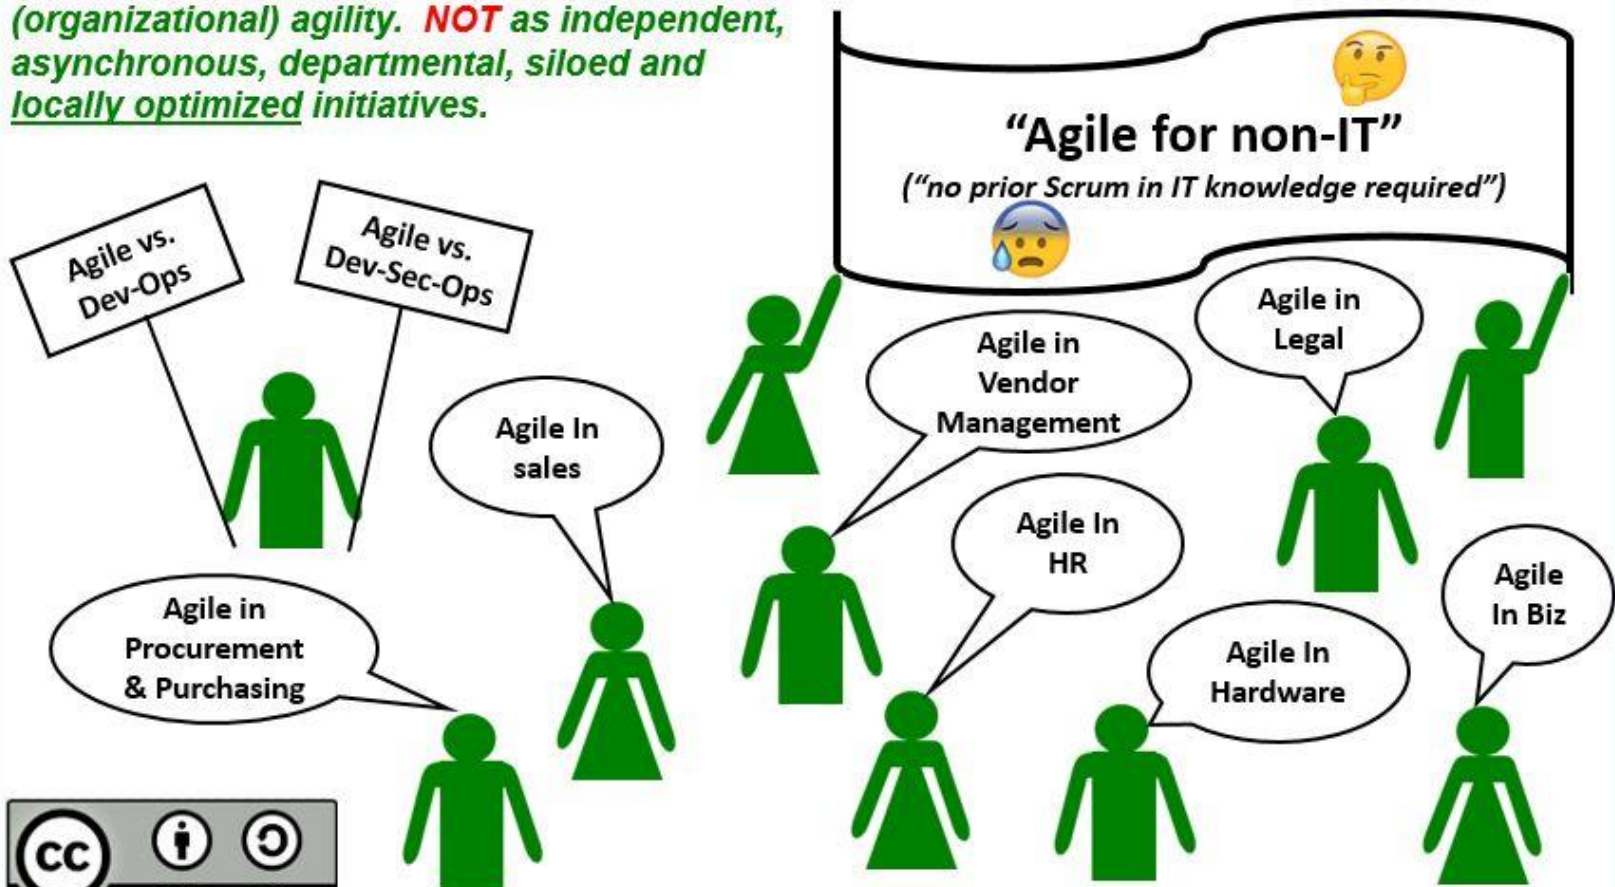 (organizational) agility. NOT as independent,
asynchronous, departmental, siloed and
locally optimized initiatives.
“Agile for non-IT”
(“no prior Scrum in IT knowledge required”)
Agile vs.
Dev-Ops
Agile vs.
Dev-Sec-Ops
Agile in
Legal
Agile in
Vendor
Management
Agile In
sales
Agile In
HR
Agile
In Biz
Agile in
Procurement
& Purchasing
Agile In
Hardware
cc